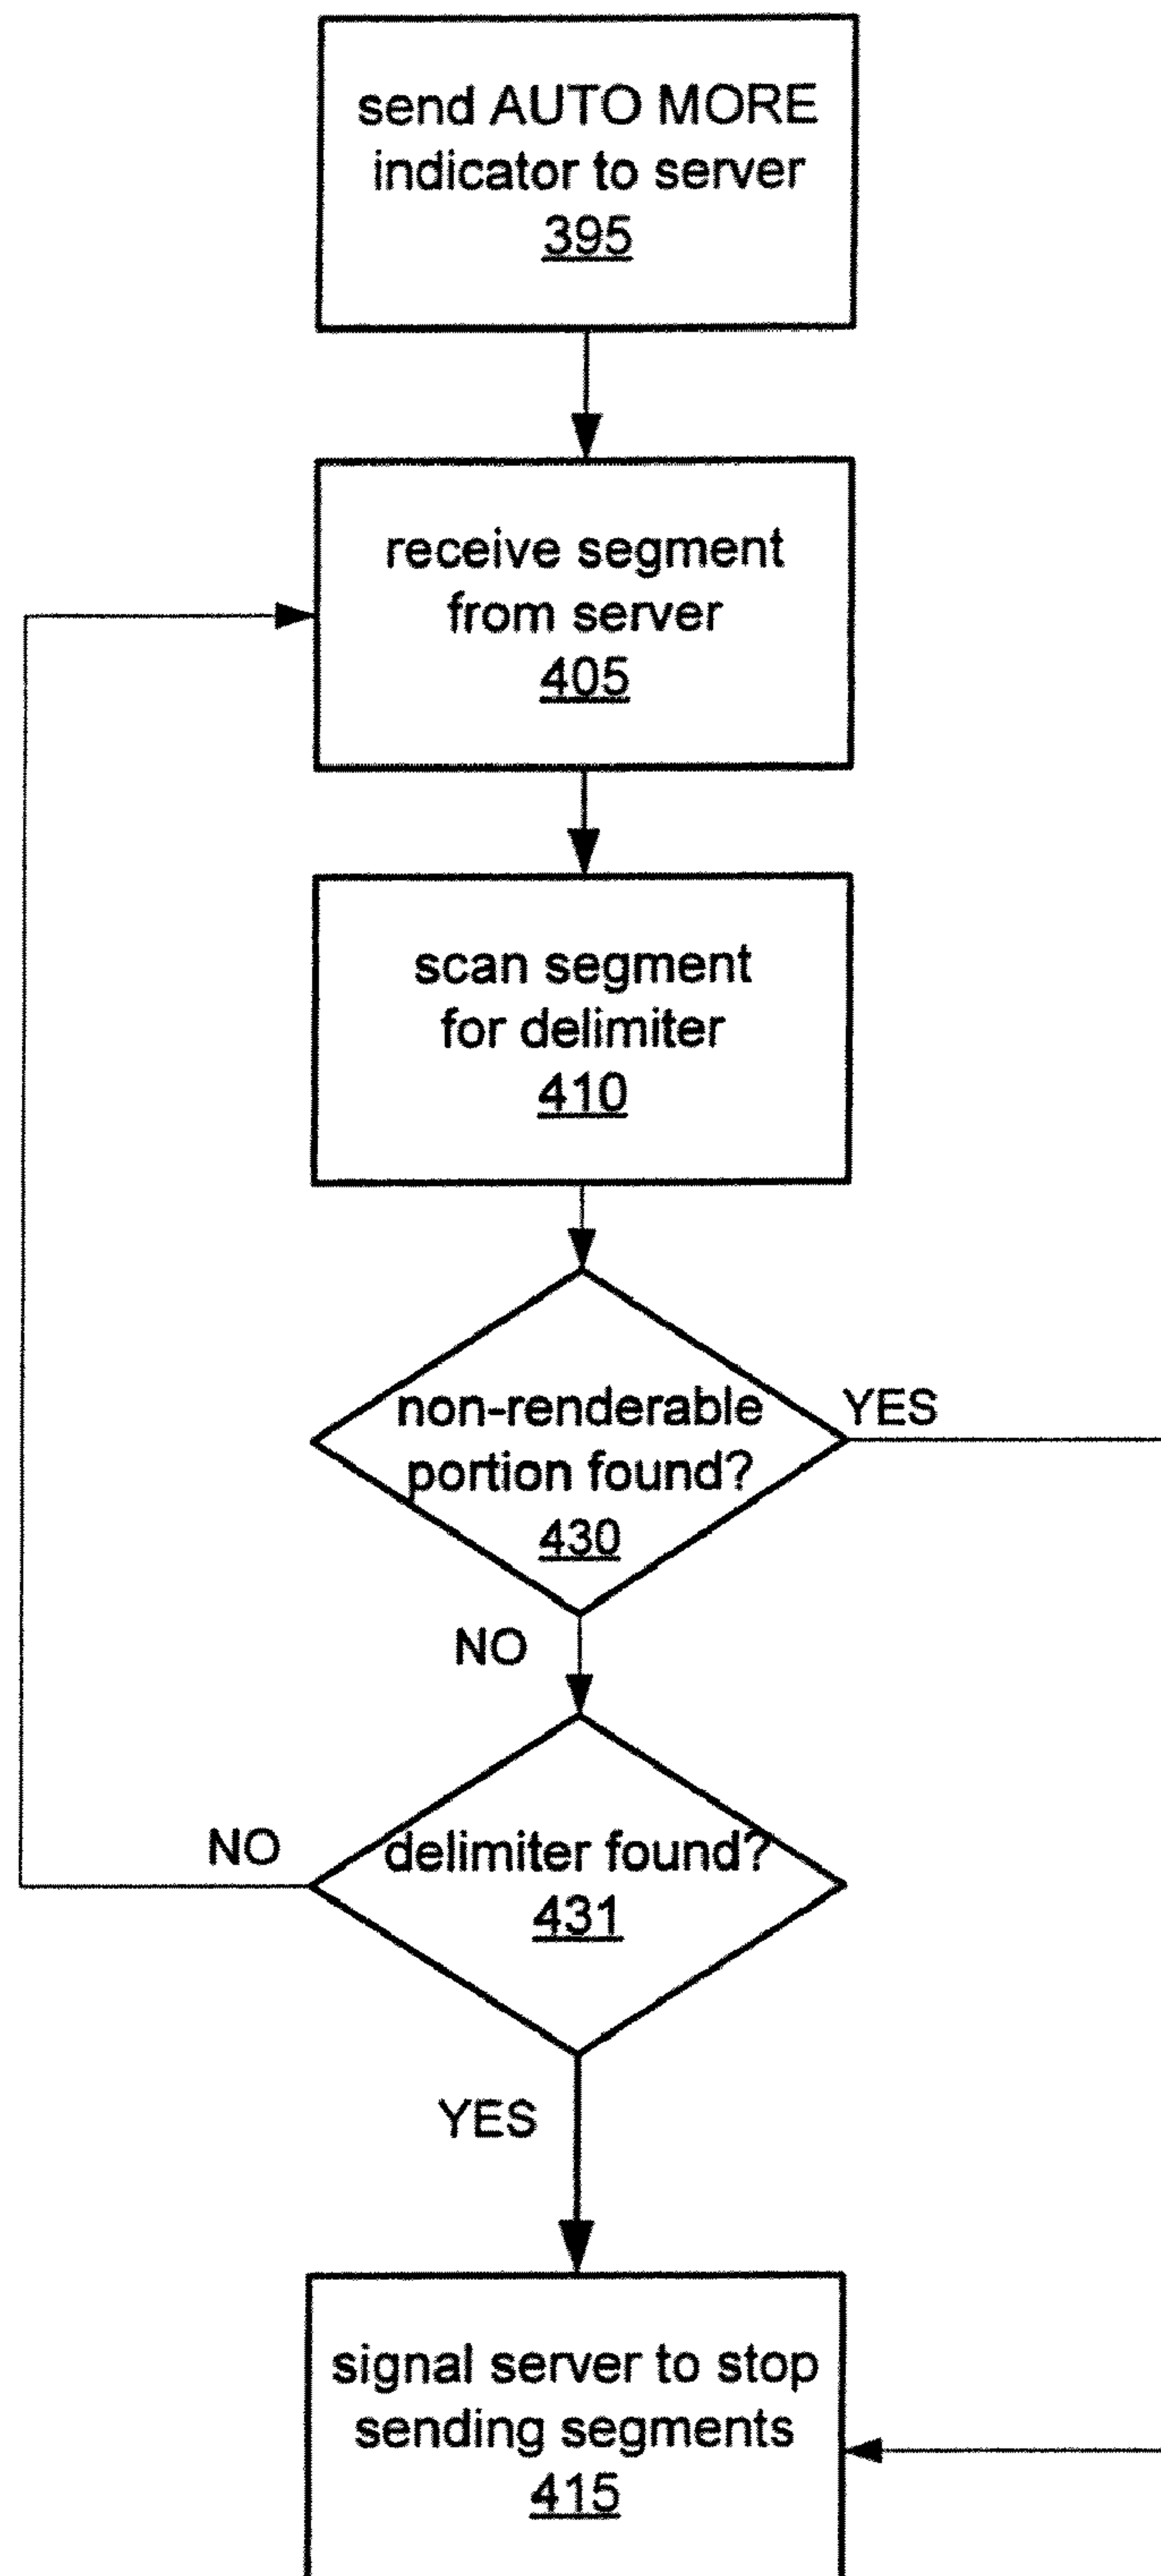 send AUTO MORE
indicator to server
395
receive segment
from server
405
scan segment
for delimiter
410
non-renderable
portion found?
430
YES
NO
delimiter found?
431
NO
YES
signal server to stop
sending segments
415